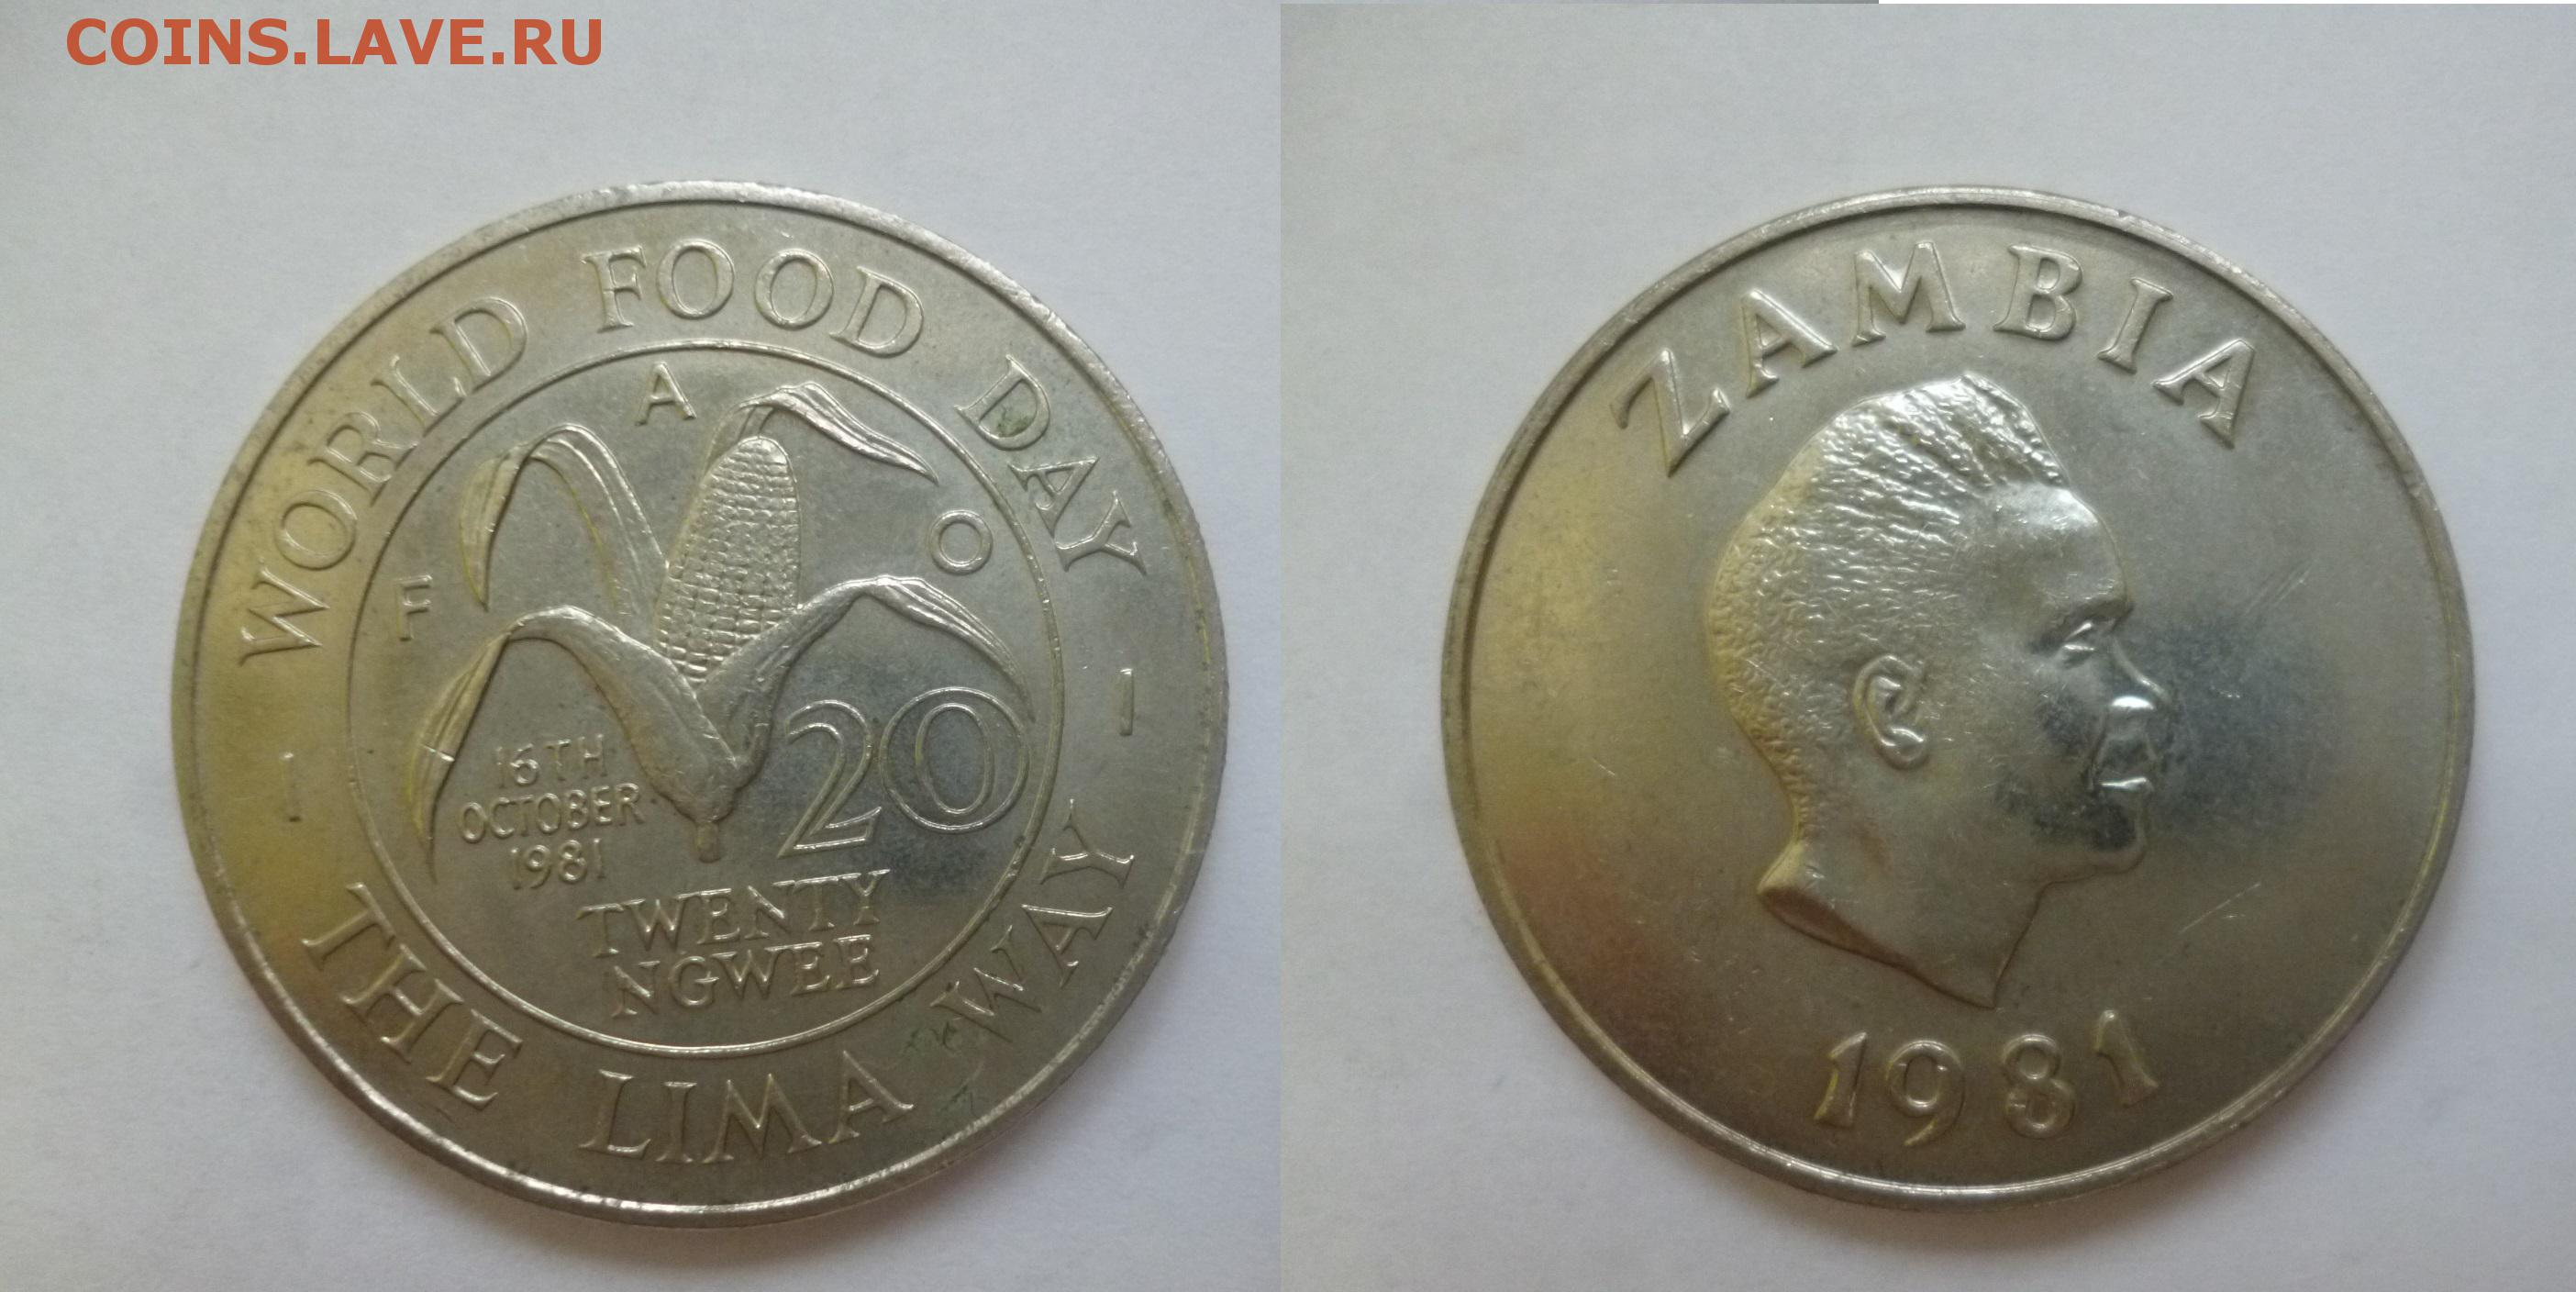 COINS.LAVE.RU
WORLD FOOD DAY
F A O
16TH
OCTOBER
1981
20
TWENTY
NGWEE
THE LIMA WAY
ZAMBIA
1981